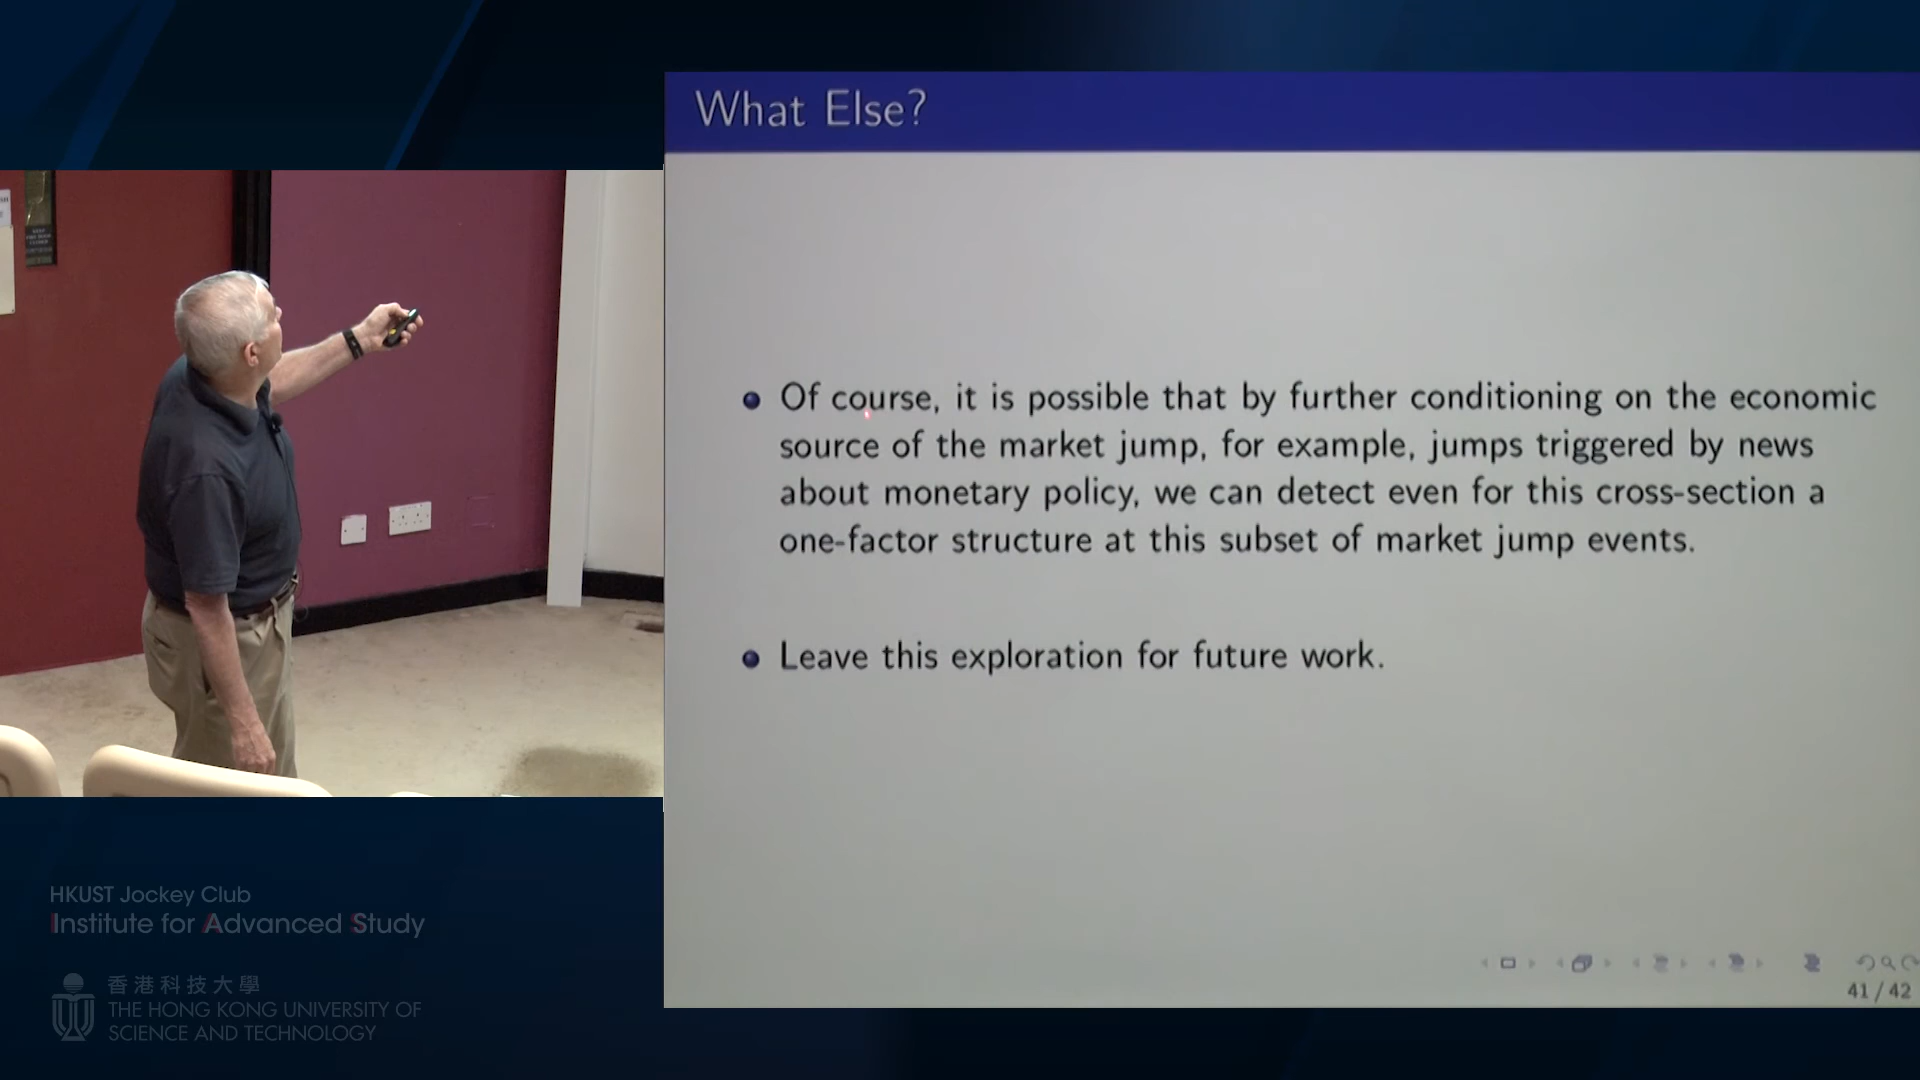 What Else?
Of course, it is possible that by further conditioning on the economic
source of the market jump, for example, jumps triggered by news
about monetary policy, we can detect even for this cross-section a
one-factor structure at this subset of market jump events.
Leave this exploration for future work.
41 / 42
HKUST Jockey Club
Institute for Advanced Study
香港科技大學
THE HONG KONG UNIVERSITY OF
SCIENCE AND TECHNOLOGY